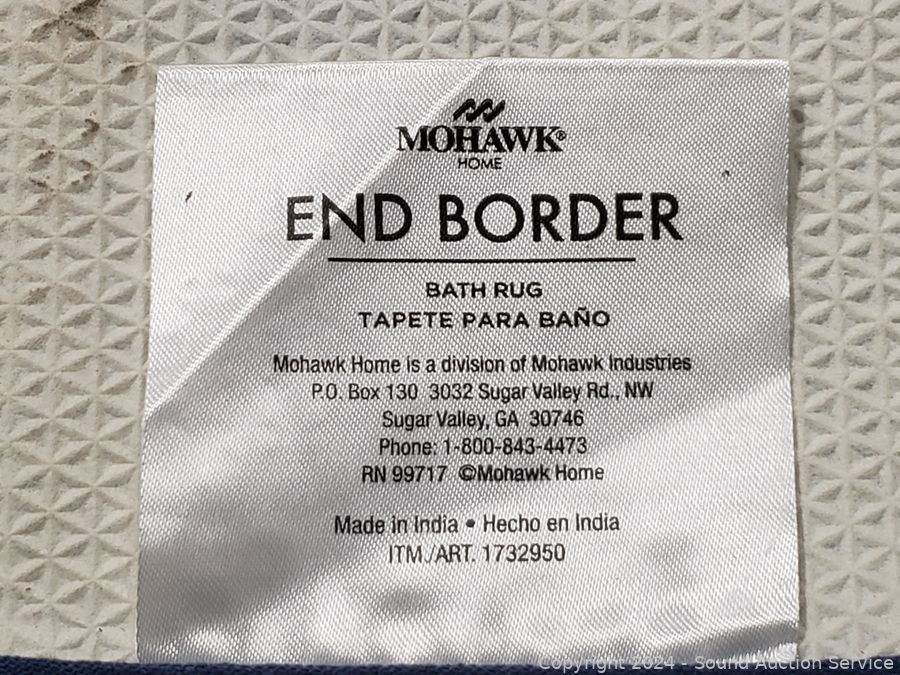 MOHAWK®
HOME
END BORDER
BATH RUG
TAPETE PARA BAÑO
Mohawk Home is a division of Mohawk Industries
P.O. Box 130 3032 Sugar Valley Rd., NW
Sugar Valley, GA 30746
Phone: 1-800-843-4473
RN 99717 ©Mohawk Home
Made in India • Hecho en India
ITM./ART. 1732950
Copyright 2024 - Sound Auction Service